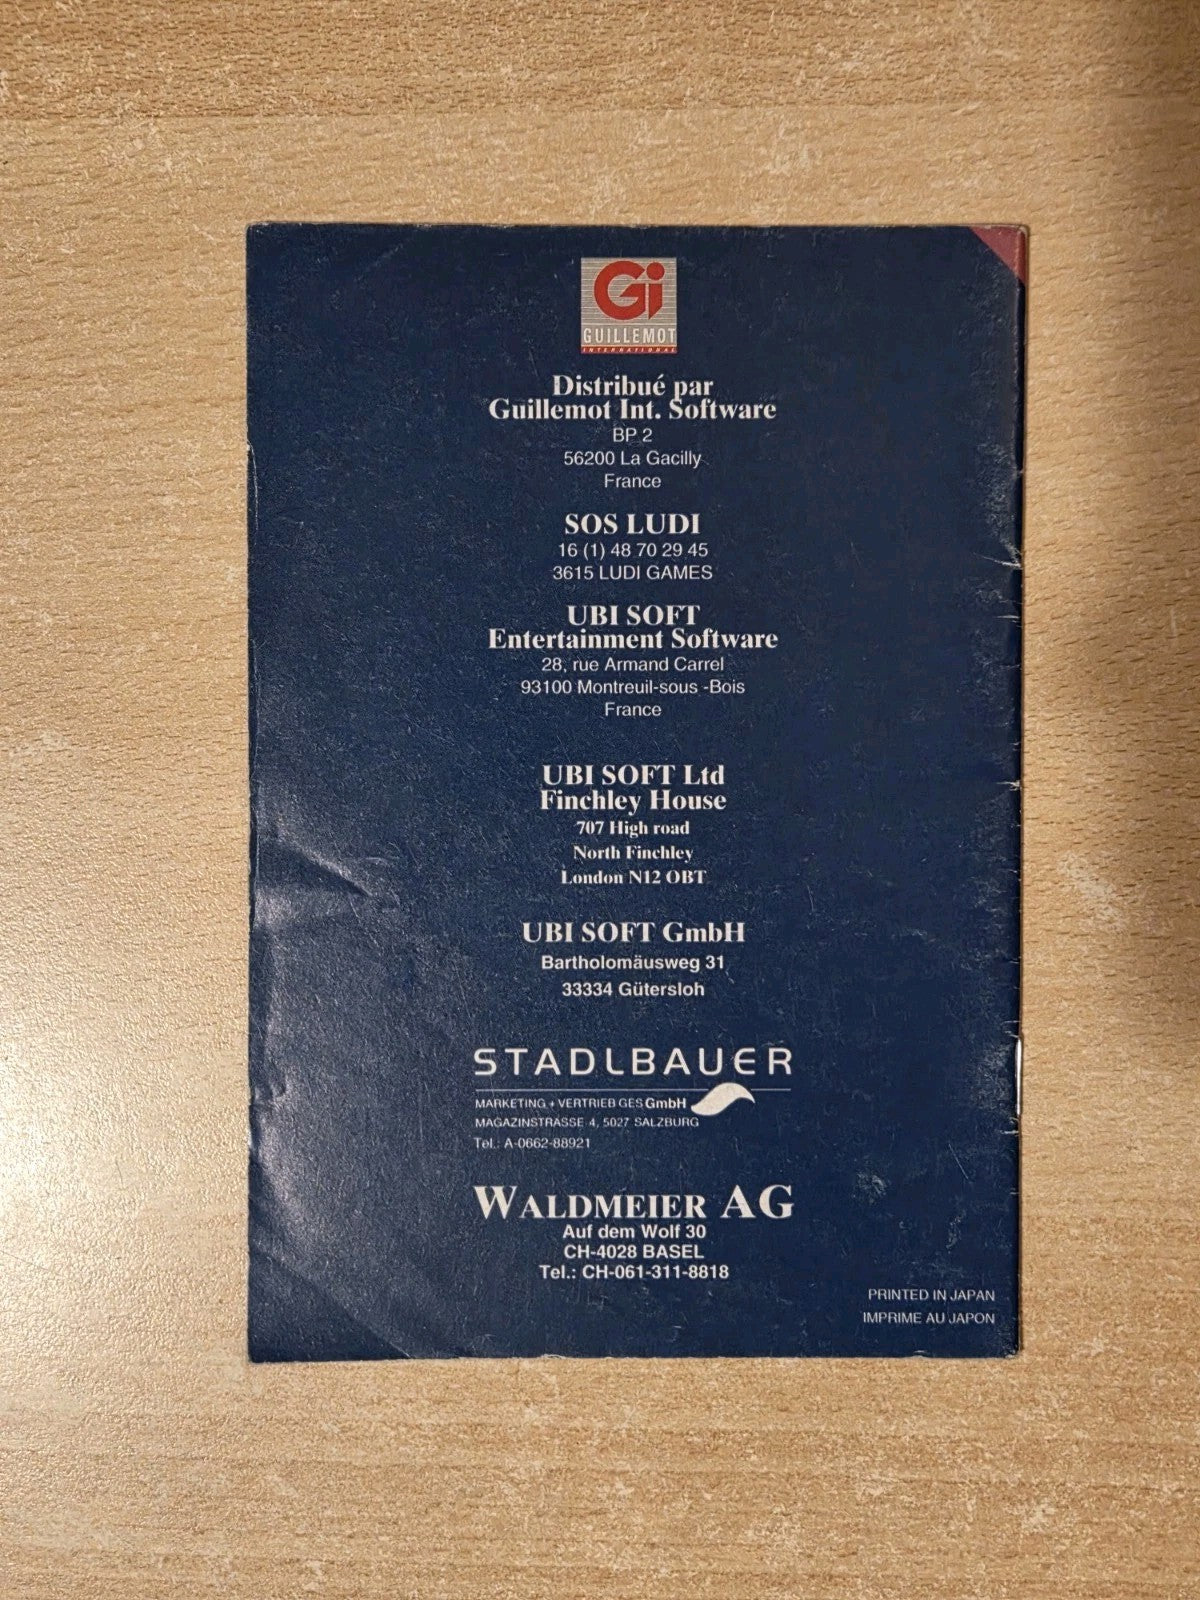 Gi
GUILLEMOT
INTERNATIONAL
Distribué par
Guillemot Int. Software
BP 2
56200 La Gacilly
France
SOS LUDI
16 (1) 48 70 29 45
3615 LUDI GAMES
UBI SOFT
Entertainment Software
28, rue Armand Carrel
93100 Montreuil-sous -Bois
France
UBI SOFT Ltd
Finchley House
707 High road
North Finchley
London N12 OBT
UBI SOFT GmbH
Bartholomäusweg 31
33334 Gütersloh
STADLBAUER
MARKETING + VERTRIEB GES GmbH
MAGAZINSTRASSE 4, 5027 SALZBURG
Tel.: A-0662-88921
WALDMEIER AG
Auf dem Wolf 30
CH-4028 BASEL
Tel.: CH-061-311-8818
PRINTED IN JAPAN
IMPRIME AU JAPON